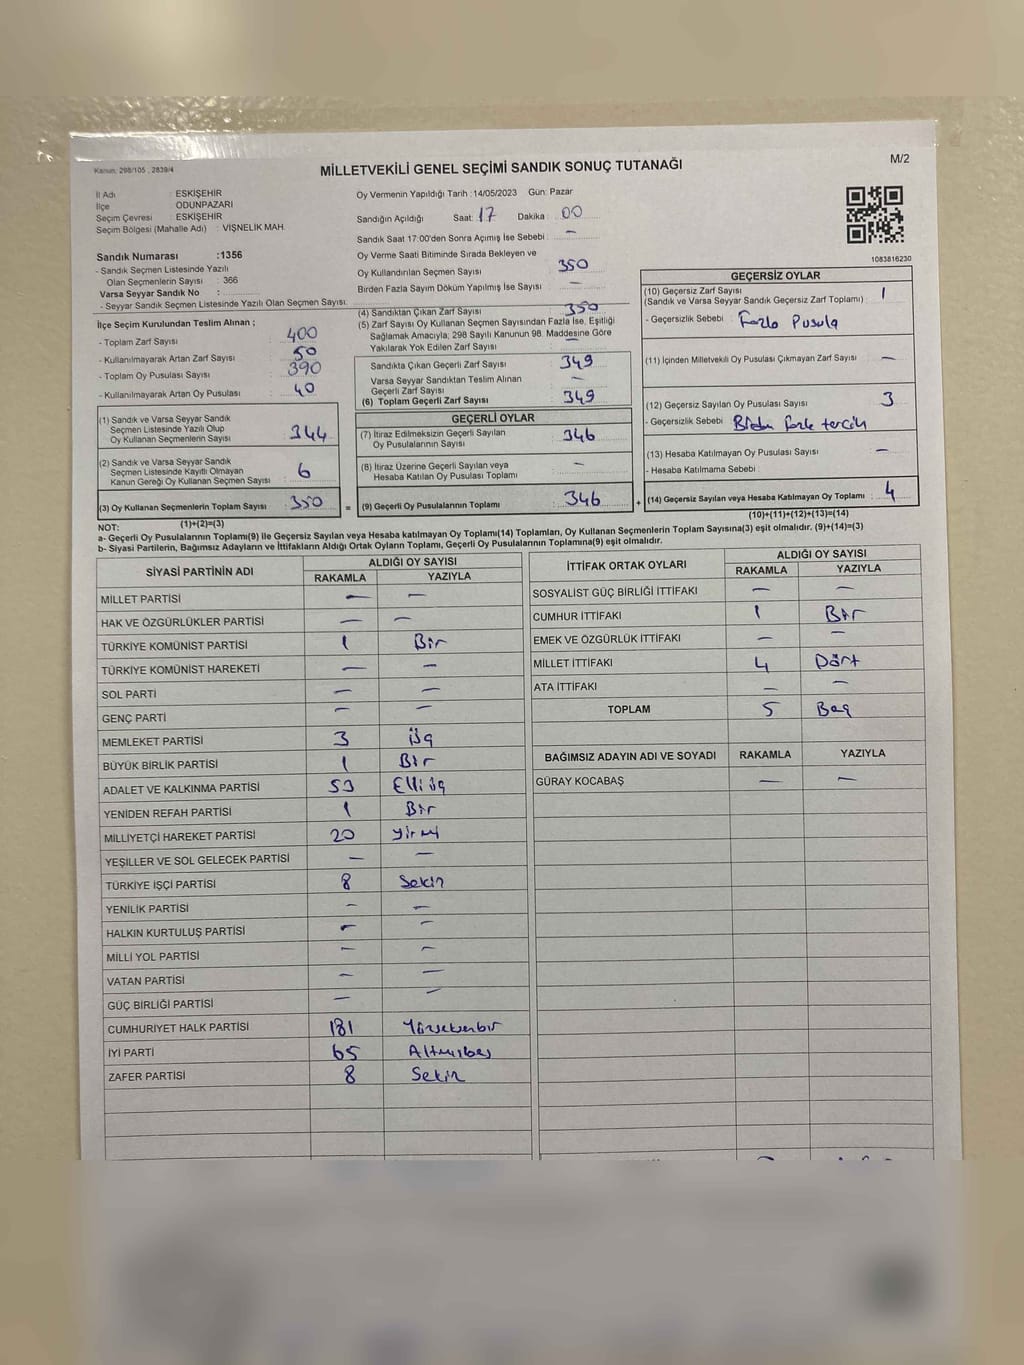 Kanun: 298/105 , 2839/4
MİLLETVEKİLİ GENEL SEÇİMİ SANDIK SONUÇ TUTANAĞI
M/2
İl Adı : ESKİŞEHİR
İlçe : ODUNPAZARI
Seçim Çevresi : ESKİŞEHİR
Seçim Bölgesi (Mahalle Adı) : VİŞNELİK MAH.
Sandık Numarası :1356
- Sandık Seçmen Listesinde Yazılı
Olan Seçmenlerin Sayısı : 366
Varsa Seyyar Sandık No :
- Seyyar Sandık Seçmen Listesinde Yazılı Olan Seçmen Sayısı:
Oy Vermenin Yapıldığı Tarih : 14/05/2023 Gün: Pazar
Sandığın Açıldığı Saat: 17 Dakika : 00
Sandık Saat 17:00'den Sonra Açımış İse Sebebi : —
Oy Verme Saati Bitiminde Sırada Bekleyen ve
Oy Kullandırılan Seçmen Sayısı : 350
Birden Fazla Sayım Döküm Yapılmış İse Sayısı : —
1083816230
İlçe Seçim Kurulundan Teslim Alınan ;
- Toplam Zarf Sayısı : 400
- Kullanılmayarak Artan Zarf Sayısı : 50
- Toplam Oy Pusulası Sayısı : 390
- Kullanılmayarak Artan Oy Pusulası : 40
(1) Sandık ve Varsa Seyyar Sandık
Seçmen Listesinde Yazılı Olup
Oy Kullanan Seçmenlerin Sayısı : 344
(2) Sandık ve Varsa Seyyar Sandık
Seçmen Listesinde Kayıtlı Olmayan
Kanun Gereği Oy Kullanan Seçmen Sayısı : 6
(3) Oy Kullanan Seçmenlerin Toplam Sayısı : 350
(1)+(2)=(3)
(4) Sandıktan Çıkan Zarf Sayısı : 350
(5) Zarf Sayısı Oy Kullanan Seçmen Sayısından Fazla İse, Eşitliği
Sağlamak Amacıyla; 298 Sayılı Kanunun 98. Maddesine Göre
Yakılarak Yok Edilen Zarf Sayısı : —
Sandıkta Çıkan Geçerli Zarf Sayısı : 349
Varsa Seyyar Sandıktan Teslim Alınan
Geçerli Zarf Sayısı : —
(6) Toplam Geçerli Zarf Sayısı : 349
GEÇERLİ OYLAR
(7) İtiraz Edilmeksizin Geçerli Sayılan
Oy Pusulalarının Sayısı : 346
(8) İtiraz Üzerine Geçerli Sayılan veya
Hesaba Katılan Oy Pusulası Toplamı : —
= (9) Geçerli Oy Pusulalarının Toplamı : 346
GEÇERSİZ OYLAR
(10) Geçersiz Zarf Sayısı : 1
(Sandık ve Varsa Seyyar Sandık Geçersiz Zarf Toplamı)
- Geçersizlik Sebebi : Fazla Pusula
(11) İçinden Milletvekili Oy Pusulası Çıkmayan Zarf Sayısı : —
(12) Geçersiz Sayılan Oy Pusulası Sayısı : 3
- Geçersizlik Sebebi : Birden fazla tercih
(13) Hesaba Katılmayan Oy Pusulası Sayısı : —
- Hesaba Katılmama Sebebi :
+ (14) Geçersiz Sayılan veya Hesaba Katılmayan Oy Toplamı : 4
(10)+(11)+(12)+(13)=(14)
NOT:
a- Geçerli Oy Pusulalarının Toplamı(9) ile Geçersiz Sayılan veya Hesaba katılmayan Oy Toplamı(14) Toplamları, Oy Kullanan Seçmenlerin Toplam Sayısına(3) eşit olmalıdır. (9)+(14)=(3)
b- Siyasi Partilerin, Bağımsız Adayların ve İttifakların Aldığı Ortak Oyların Toplamı, Geçerli Oy Pusulalarının Toplamına(9) eşit olmalıdır.
SİYASİ PARTİNİN ADI ALDIĞI OY SAYISI
RAKAMLA YAZIYLA
MİLLET PARTİSİ — —
HAK VE ÖZGÜRLÜKLER PARTİSİ — —
TÜRKİYE KOMÜNİST PARTİSİ 1 Bir
TÜRKİYE KOMÜNİST HAREKETİ — —
SOL PARTİ — —
GENÇ PARTİ — —
MEMLEKET PARTİSİ 3 üç
BÜYÜK BİRLİK PARTİSİ 1 Bir
ADALET VE KALKINMA PARTİSİ 53 Elli üç
YENİDEN REFAH PARTİSİ 1 Bir
MİLLİYETÇİ HAREKET PARTİSİ 20 yirmi
YEŞİLLER VE SOL GELECEK PARTİSİ — —
TÜRKİYE İŞÇİ PARTİSİ 8 Sekiz
YENİLİK PARTİSİ — —
HALKIN KURTULUŞ PARTİSİ — —
MİLLİ YOL PARTİSİ — —
VATAN PARTİSİ — —
GÜÇ BİRLİĞİ PARTİSİ — —
CUMHURİYET HALK PARTİSİ 181 Yüzseksenbir
İYİ PARTİ 65 Altmışbeş
ZAFER PARTİSİ 8 Sekiz
İTTİFAK ORTAK OYLARI ALDIĞI OY SAYISI
RAKAMLA YAZIYLA
SOSYALİST GÜÇ BİRLİĞİ İTTİFAKI — —
CUMHUR İTTİFAKI 1 Bir
EMEK VE ÖZGÜRLÜK İTTİFAKI — —
MİLLET İTTİFAKI 4 Dört
ATA İTTİFAKI — —
TOPLAM 5 Beş
BAĞIMSIZ ADAYIN ADI VE SOYADI RAKAMLA YAZIYLA
GÜRAY KOCABAŞ — —